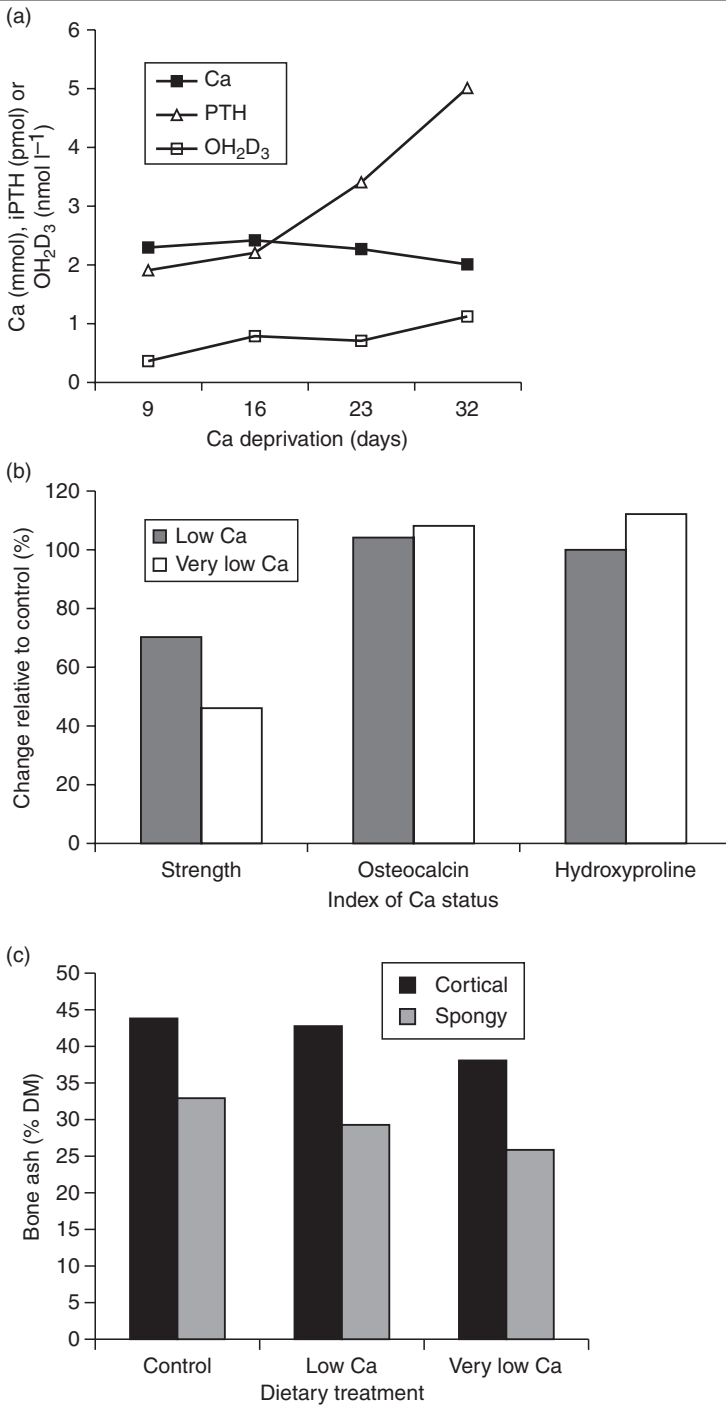 (a)
6
5
4
3
2
1
0
Ca (mmol), iPTH (pmol) or
OH₂D₃ (nmol l−1)
Ca
PTH
OH₂D₃
9 16 23 32
Ca deprivation (days)
(b)
120
100
80
60
40
20
0
Change relative to control (%)
Low Ca
Very low Ca
Strength Osteocalcin Hydroxyproline
Index of Ca status
(c)
50
45
40
35
30
25
20
15
10
5
0
Bone ash (% DM)
Cortical
Spongy
Control Low Ca Very low Ca
Dietary treatment